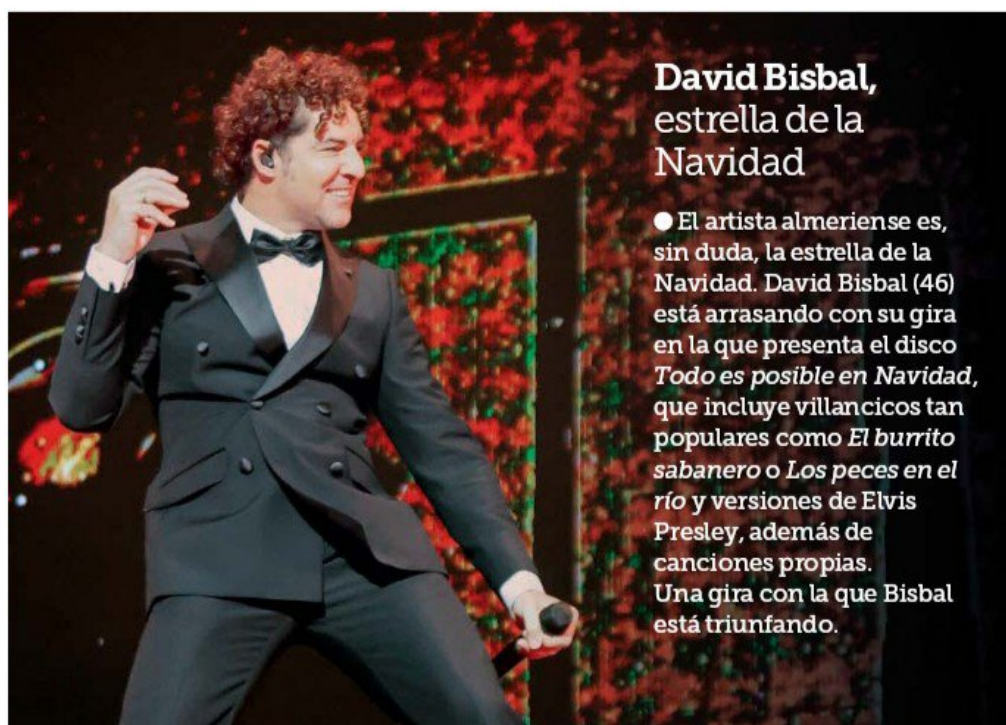 David Bisbal,
estrella de la
Navidad
● El artista almeriense es,
sin duda, la estrella de la
Navidad. David Bisbal (46)
está arrasando con su gira
en la que presenta el disco
Todo es posible en Navidad,
que incluye villancicos tan
populares como El burrito
sabanero o Los peces en el
río y versiones de Elvis
Presley, además de
canciones propias.
Una gira con la que Bisbal
está triunfando.